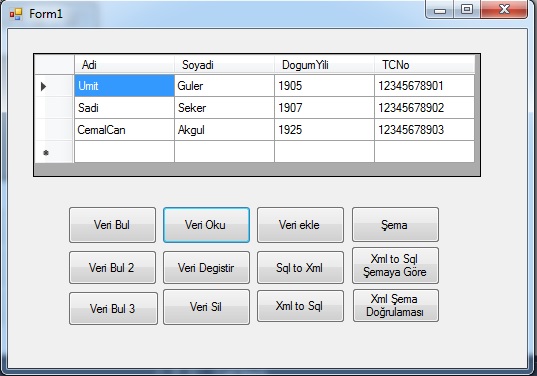 Form1
Adi Soyadi DogumYili TCNo
Umit Guler 1905 12345678901
Sadi Seker 1907 12345678902
CemalCan Akgul 1925 12345678903
Veri Bul Veri Oku Veri ekle Şema
Veri Bul 2 Veri Degistir Sql to Xml Xml to Sql
Şemaya Göre
Veri Bul 3 Veri Sil Xml to Sql Xml Şema
Doğrulaması